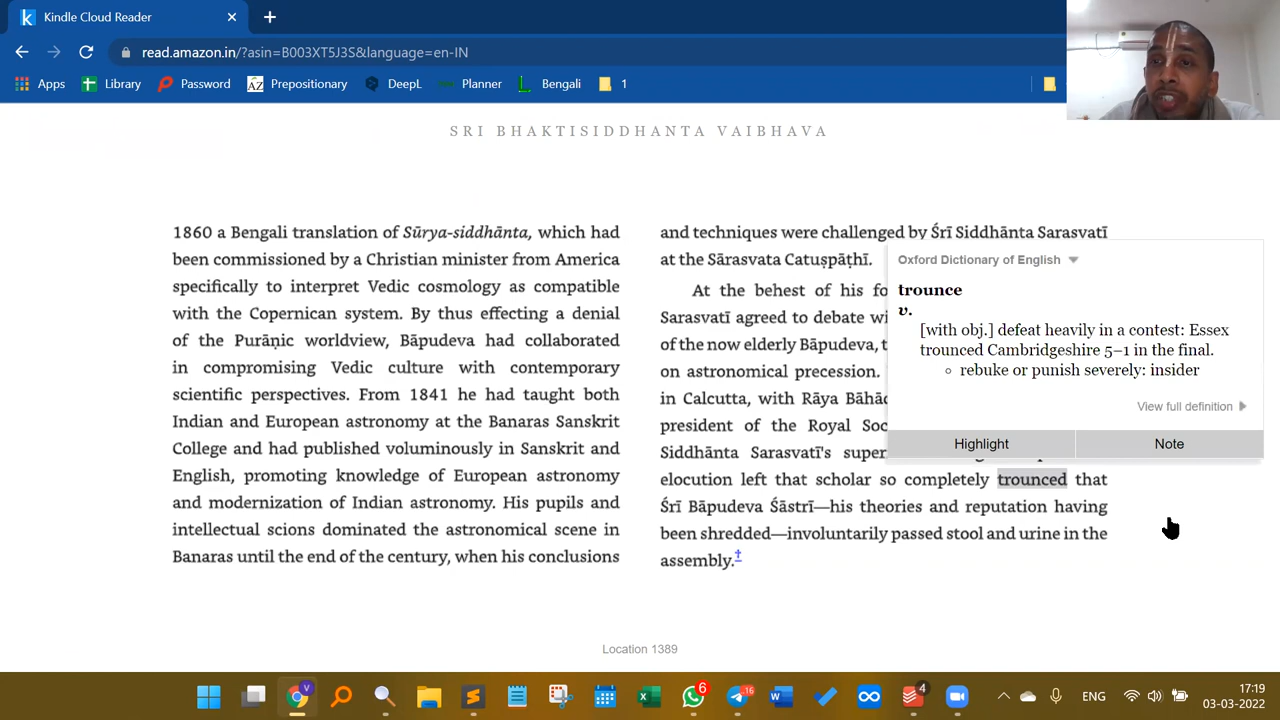 Kindle Cloud Reader
read.amazon.in/?asin=B003XT5J3S&language=en-IN
Apps Library Password Prepositionary DeepL Planner Bengali 1
SRI BHAKTISIDDHANTA VAIBHAVA
1860 a Bengali translation of Sūrya-siddhānta, which had
been commissioned by a Christian minister from America
specifically to interpret Vedic cosmology as compatible
with the Copernican system. By thus effecting a denial
of the Purāṇic worldview, Bāpudeva had collaborated
in compromising Vedic culture with contemporary
scientific perspectives. From 1841 he had taught both
Indian and European astronomy at the Banaras Sanskrit
College and had published voluminously in Sanskrit and
English, promoting knowledge of European astronomy
and modernization of Indian astronomy. His pupils and
intellectual scions dominated the astronomical scene in
Banaras until the end of the century, when his conclusions
and techniques were challenged by Śrī Siddhānta Sarasvatī
at the Sārasvata Catuṣpāṭhī.
At the behest of his fo
Sarasvatī agreed to debate wi
of the now elderly Bāpudeva, t
on astronomical precession.
in Calcutta, with Rāya Bāhād
president of the Royal Soc
Siddhānta Sarasvatī's super
elocution left that scholar so completely trounced that
Śrī Bāpudeva Śāstrī—his theories and reputation having
been shredded—involuntarily passed stool and urine in the
assembly.†
Oxford Dictionary of English
trounce
v.
[with obj.] defeat heavily in a contest: Essex
trounced Cambridgeshire 5–1 in the final.
rebuke or punish severely: insider
View full definition
Highlight Note
Location 1389
V 6 .16 4
ENG
17:19
03-03-2022